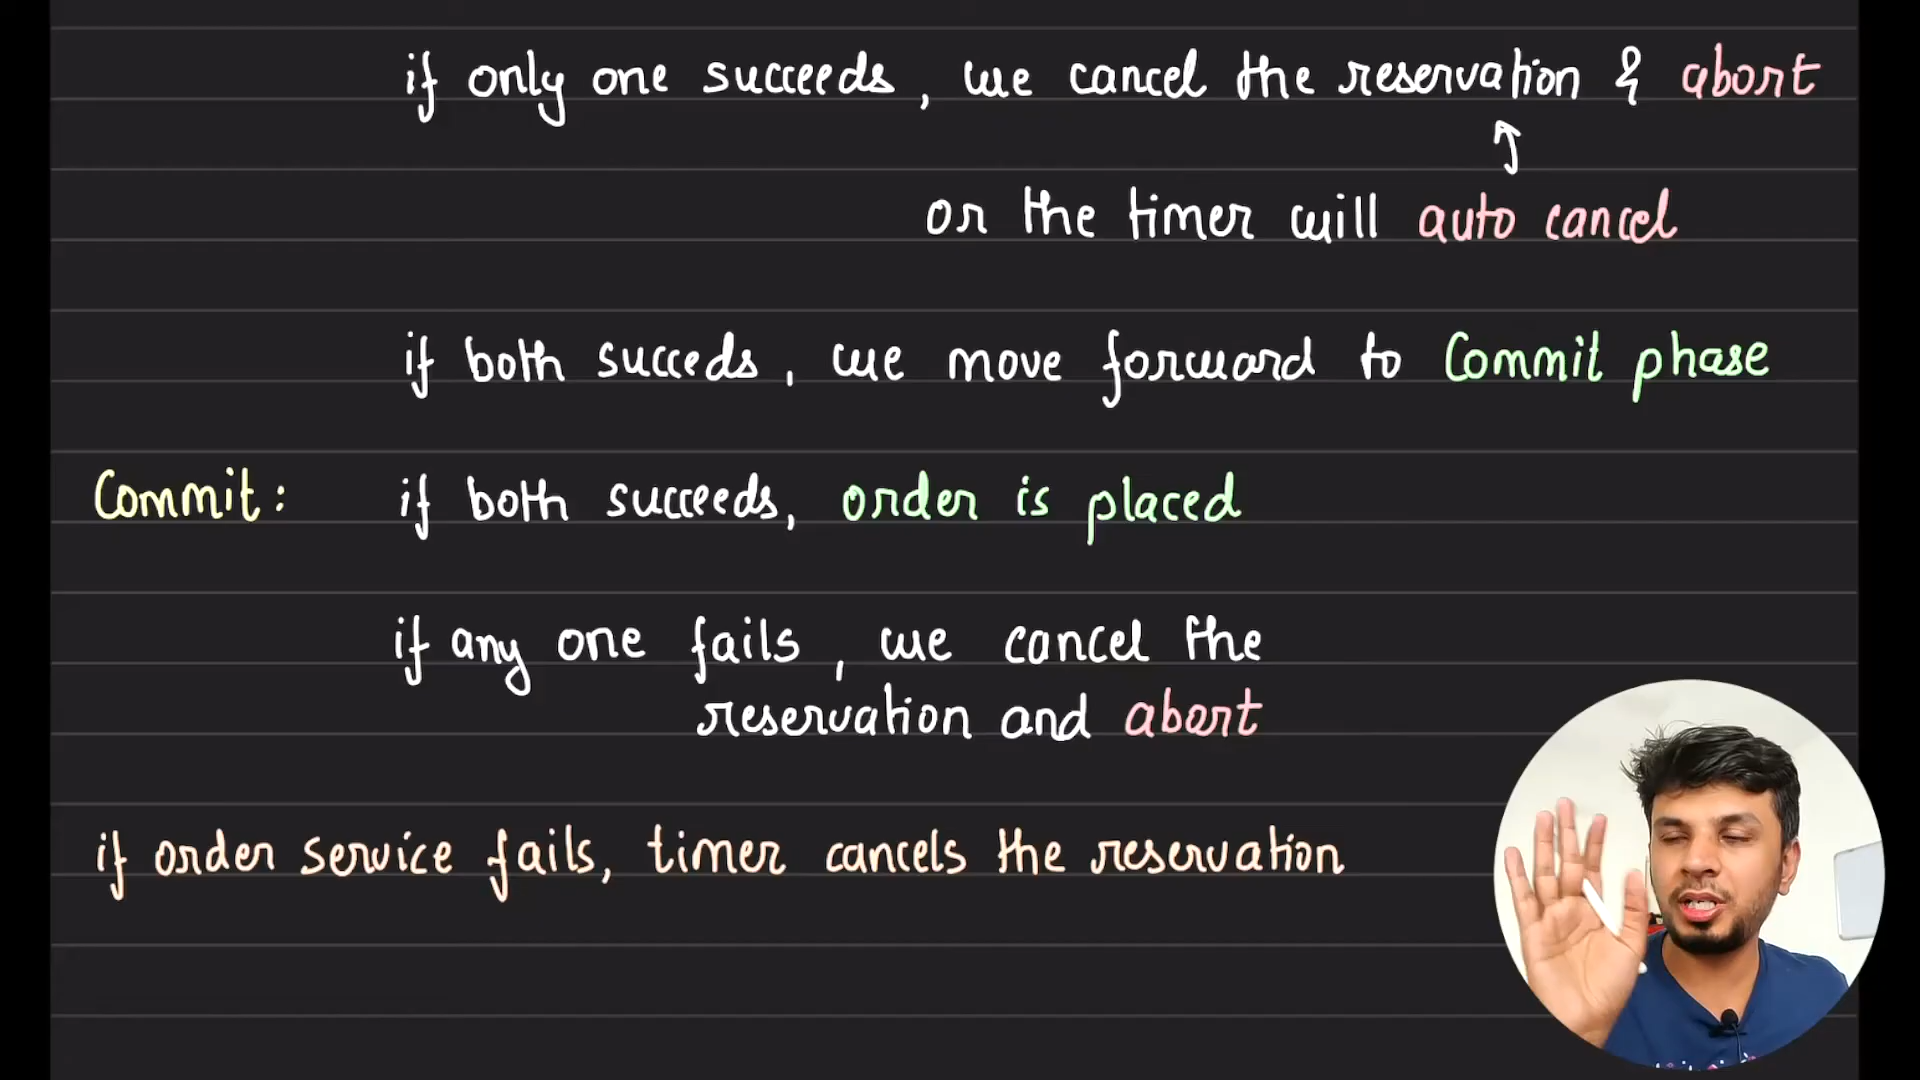 if only one succeeds, we cancel the reservation & abort
or the timer will auto cancel
if both succeds, we move forward to Commit phase
Commit: if both succeeds, order is placed
if any one fails, we cancel the
reservation and abort
if order service fails, timer cancels the reservation